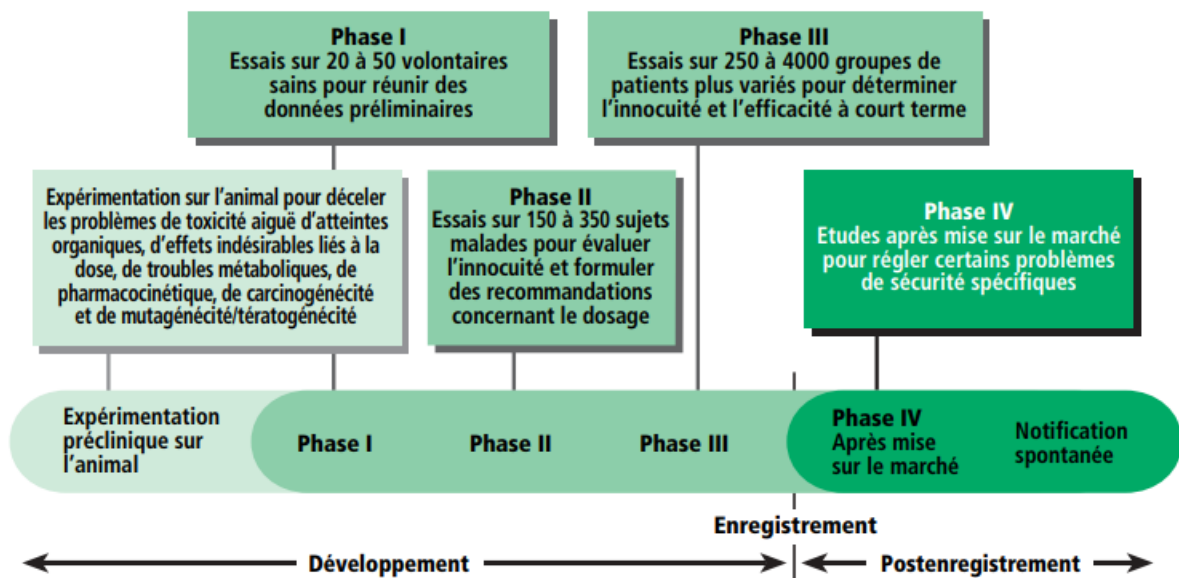 Phase I
Essais sur 20 à 50 volontaires
sains pour réunir des
données préliminaires
Phase III
Essais sur 250 à 4000 groupes de
patients plus variés pour déterminer
l’innocuité et l’efficacité à court terme
Expérimentation sur l’animal pour déceler
les problèmes de toxicité aiguë d’atteintes
organiques, d’effets indésirables liés à la
dose, de troubles métaboliques, de
pharmacocinétique, de carcinogénécité
et de mutagénécité/tératogénécité
Phase II
Essais sur 150 à 350 sujets
malades pour évaluer
l’innocuité et formuler
des recommandations
concernant le dosage
Phase IV
Etudes après mise sur le marché
pour régler certains problèmes
de sécurité spécifiques
Expérimentation
préclinique sur
l’animal
Phase I
Phase II
Phase III
Phase IV
Après mise
sur le marché
Notification
spontanée
Enregistrement
Développement
Postenregistrement